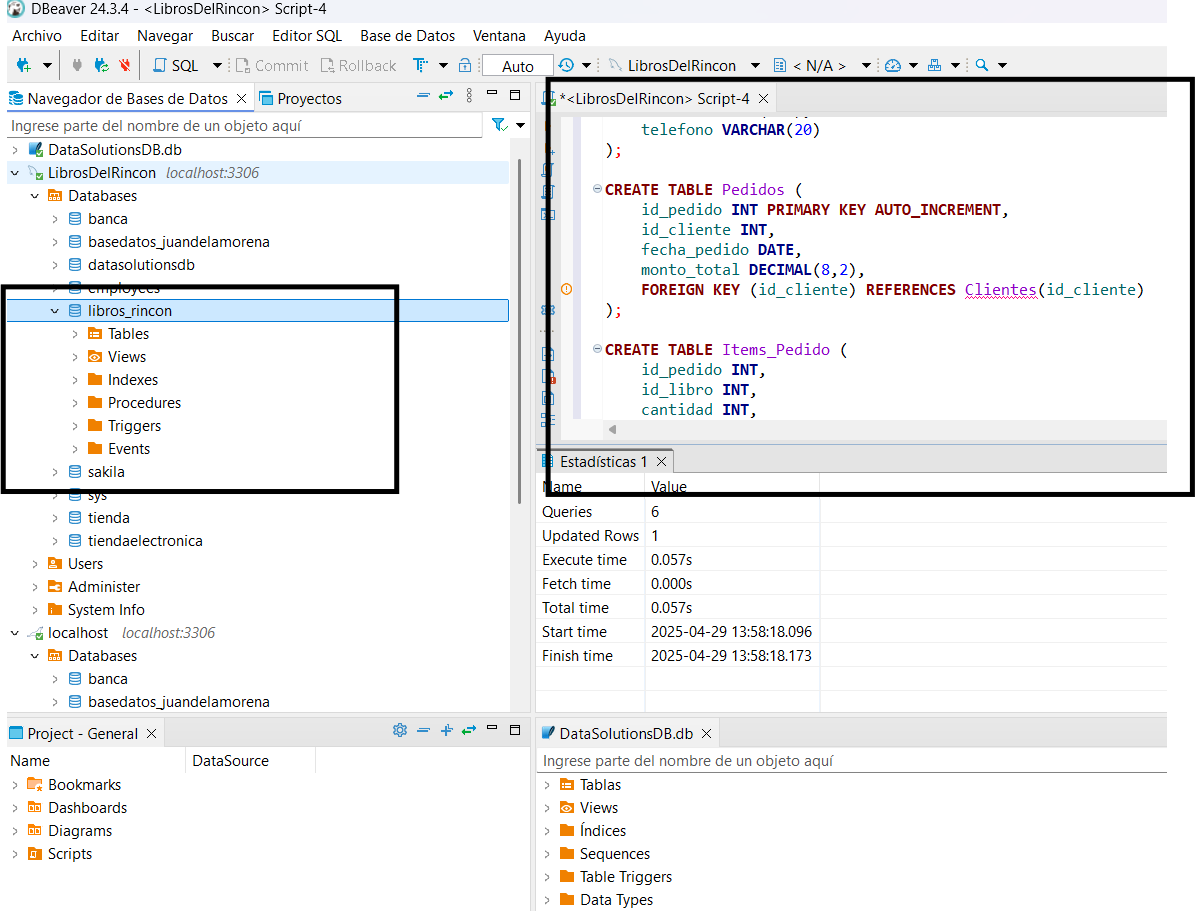 DBeaver 24.3.4 - <LibrosDelRincon> Script-4
Archivo Editar Navegar Buscar Editor SQL Base de Datos Ventana Ayuda
SQL Commit Rollback Auto LibrosDelRincon < N/A >
Navegador de Bases de Datos Proyectos
Ingrese parte del nombre de un objeto aquí
DataSolutionsDB.db
LibrosDelRincon localhost:3306
Databases
banca
basedatos_juandelamorena
datasolutionsdb
employees
libros_rincon
Tables
Views
Indexes
Procedures
Triggers
Events
sakila
sys
tienda
tiendaelectronica
Users
Administer
System Info
localhost localhost:3306
Databases
banca
basedatos_juandelamorena
*<LibrosDelRincon> Script-4
telefono VARCHAR(20)
);
CREATE TABLE Pedidos (
id_pedido INT PRIMARY KEY AUTO_INCREMENT,
id_cliente INT,
fecha_pedido DATE,
monto_total DECIMAL(8,2),
FOREIGN KEY (id_cliente) REFERENCES Clientes(id_cliente)
);
CREATE TABLE Items_Pedido (
id_pedido INT,
id_libro INT,
cantidad INT,
Estadísticas 1
Name Value
Queries 6
Updated Rows 1
Execute time 0.057s
Fetch time 0.000s
Total time 0.057s
Start time 2025-04-29 13:58:18.096
Finish time 2025-04-29 13:58:18.173
Project - General
Name DataSource
Bookmarks
Dashboards
Diagrams
Scripts
DataSolutionsDB.db
Ingrese parte del nombre de un objeto aquí
Tablas
Views
Índices
Sequences
Table Triggers
Data Types